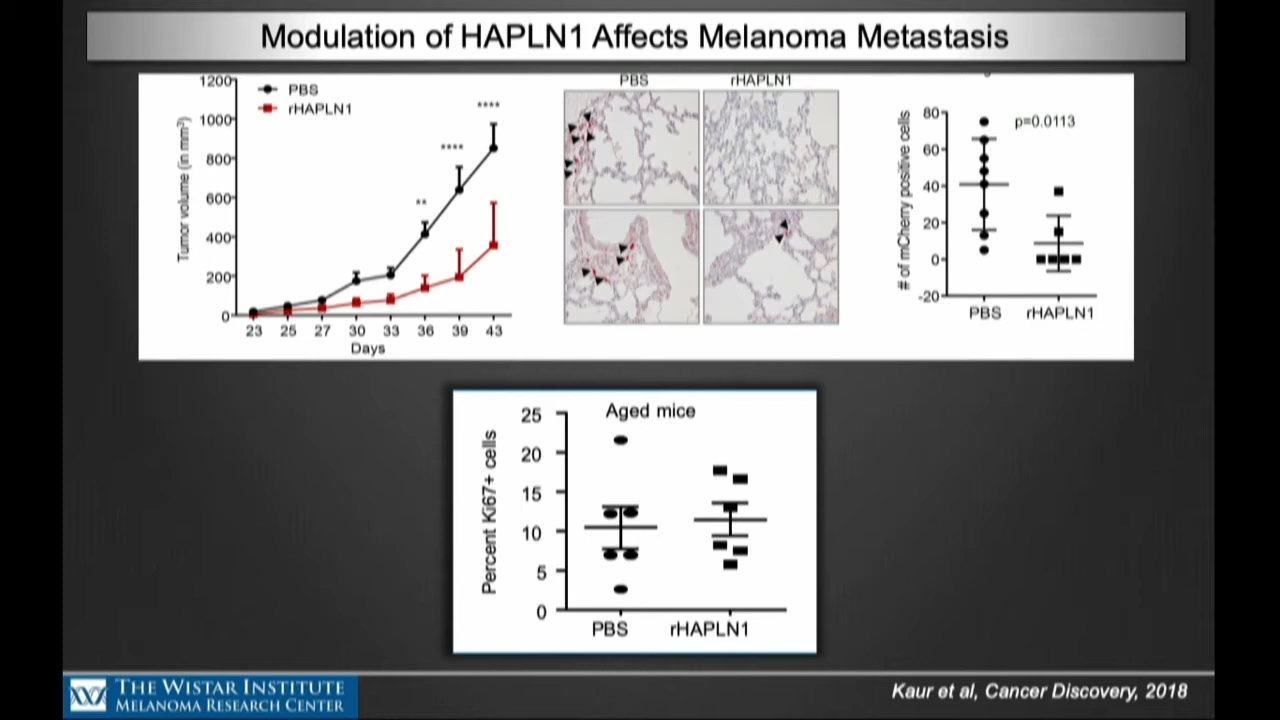 Modulation of HAPLN1 Affects Melanoma Metastasis
PBS
rHAPLN1
Tumor volume (in mm³)
1200
1000
800
600
400
200
0
**
****
****
23 25 27 30 33 36 39 43
Days
PBS rHAPLN1
# of mCherry positive cells
80
60
40
20
0
-20
p=0.0113
PBS rHAPLN1
Aged mice
Percent Ki67+ cells
25
20
15
10
5
0
PBS rHAPLN1
THE WISTAR INSTITUTE
MELANOMA RESEARCH CENTER
Kaur et al, Cancer Discovery, 2018